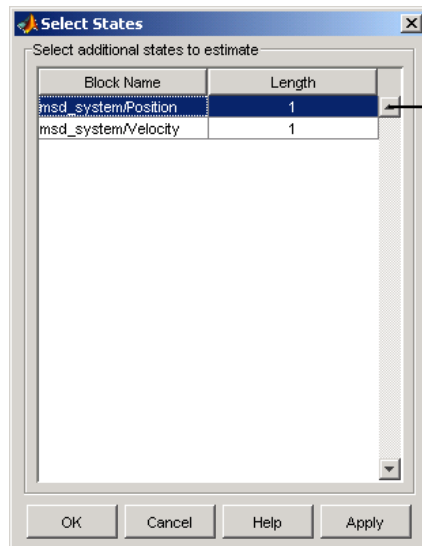 Select States
Select additional states to estimate
Block Name Length
msd_system/Position 1
msd_system/Velocity 1
OK Cancel Help Apply